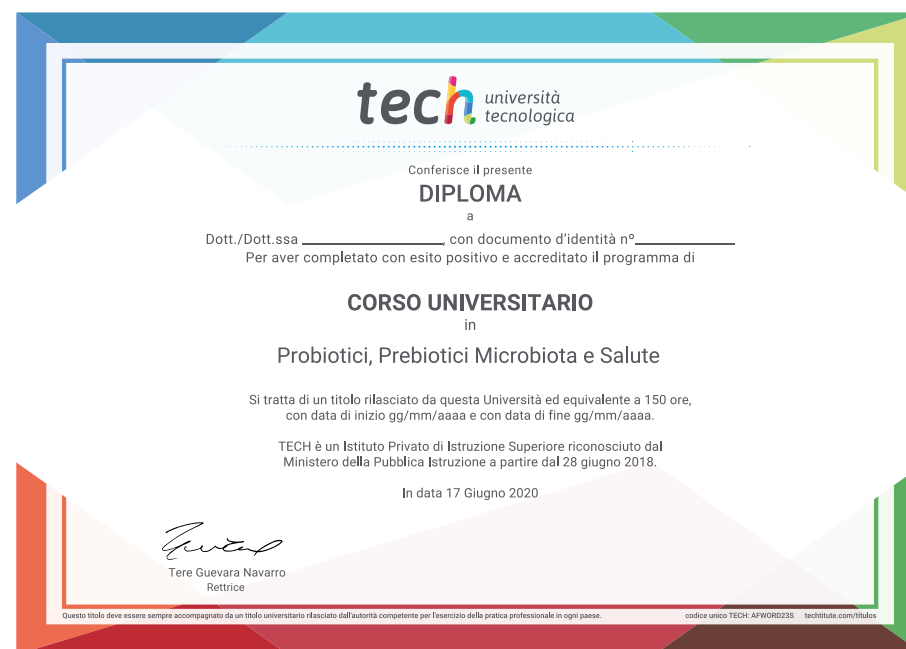 tech università
tecnologica
Conferisce il presente
DIPLOMA
a
Dott./Dott.ssa ____________________, con documento d'identità nº______________
Per aver completato con esito positivo e accreditato il programma di
CORSO UNIVERSITARIO
in
Probiotici, Prebiotici Microbiota e Salute
Si tratta di un titolo rilasciato da questa Università ed equivalente a 150 ore,
con data di inizio gg/mm/aaaa e con data di fine gg/mm/aaaa.
TECH è un Istituto Privato di Istruzione Superiore riconosciuto dal
Ministero della Pubblica Istruzione a partire dal 28 giugno 2018.
In data 17 Giugno 2020
Tere Guevara Navarro
Rettrice
Questo titolo deve essere sempre accompagnato da un titolo universitario rilasciato dall'autorità competente per l'esercizio della pratica professionale in ogni paese. codice unico TECH: AFWORD23S techtitute.com/titulos